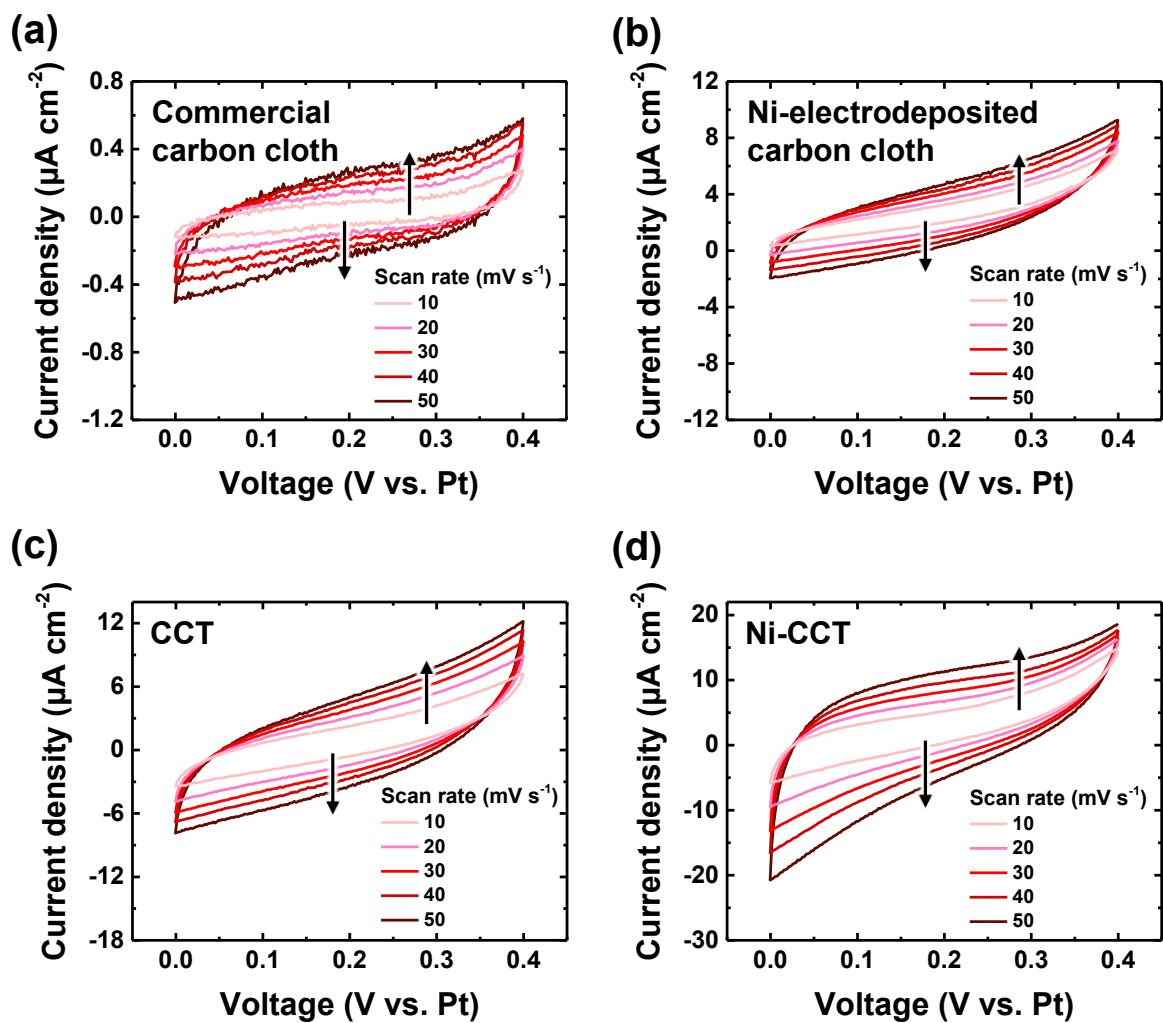 (a)
Current density (µA cm-2)
0.8
0.4
0.0
-0.4
-0.8
-1.2
Commercial
carbon cloth
Scan rate (mV s-1)
10
20
30
40
50
0.0 0.1 0.2 0.3 0.4
Voltage (V vs. Pt)
(b)
Current density (µA cm-2)
12
8
4
0
-4
-8
-12
Ni-electrodeposited
carbon cloth
Scan rate (mV s-1)
10
20
30
40
50
0.0 0.1 0.2 0.3 0.4
Voltage (V vs. Pt)
(c)
Current density (µA cm-2)
12
6
0
-6
-12
-18
CCT
Scan rate (mV s-1)
10
20
30
40
50
0.0 0.1 0.2 0.3 0.4
Voltage (V vs. Pt)
(d)
Current density (µA cm-2)
20
10
0
-10
-20
-30
Ni-CCT
Scan rate (mV s-1)
10
20
30
40
50
0.0 0.1 0.2 0.3 0.4
Voltage (V vs. Pt)